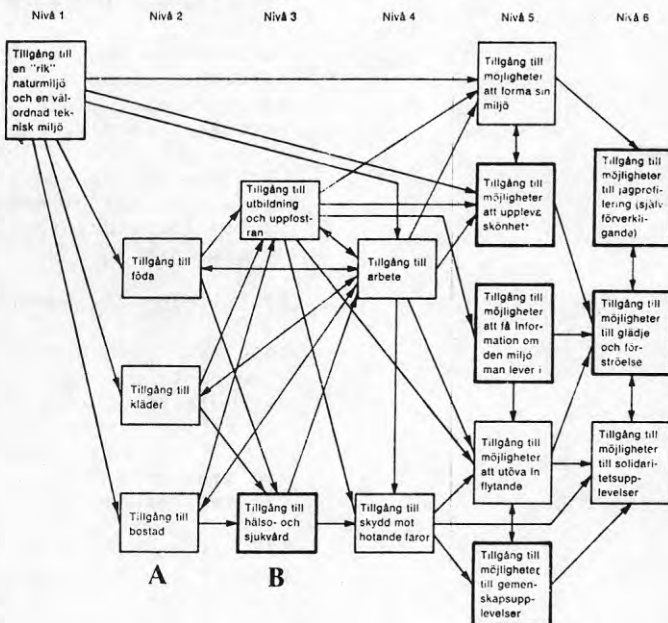 Nivå 1
Nivå 2
Nivå 3
Nivå 4
Nivå 5
Nivå 6
Tillgång till
en "rik"
naturmiljö
och en väl-
ordnad tek-
nisk miljö
Tillgång till
föda
Tillgång till
kläder
Tillgång till
bostad
A
Tillgång till
utbildning
och uppfost-
ran
Tillgång till
hälso- och
sjukvård
B
Tillgång till
arbete
Tillgång till
skydd mot
hotande faror
Tillgång till
möjligheter
att forma sin
miljö
Tillgång till
möjligheter
att uppleva
skönhet
Tillgång till
möjligheter
att få Infor-
mation om
den miljö
man lever i
Tillgång till
möjligheter
att utöva in
flytande
Tillgång till
möjligheter
till gemen-
skapsupp-
levelser
Tillgång till
möjligheter
till jagprofi-
lering (själv
förverkli-
gande)
Tillgång till
möjligheter
till glädje
och för-
ströelse
Tillgång till
möjligheter
till solidari-
tetsupp-
levelser